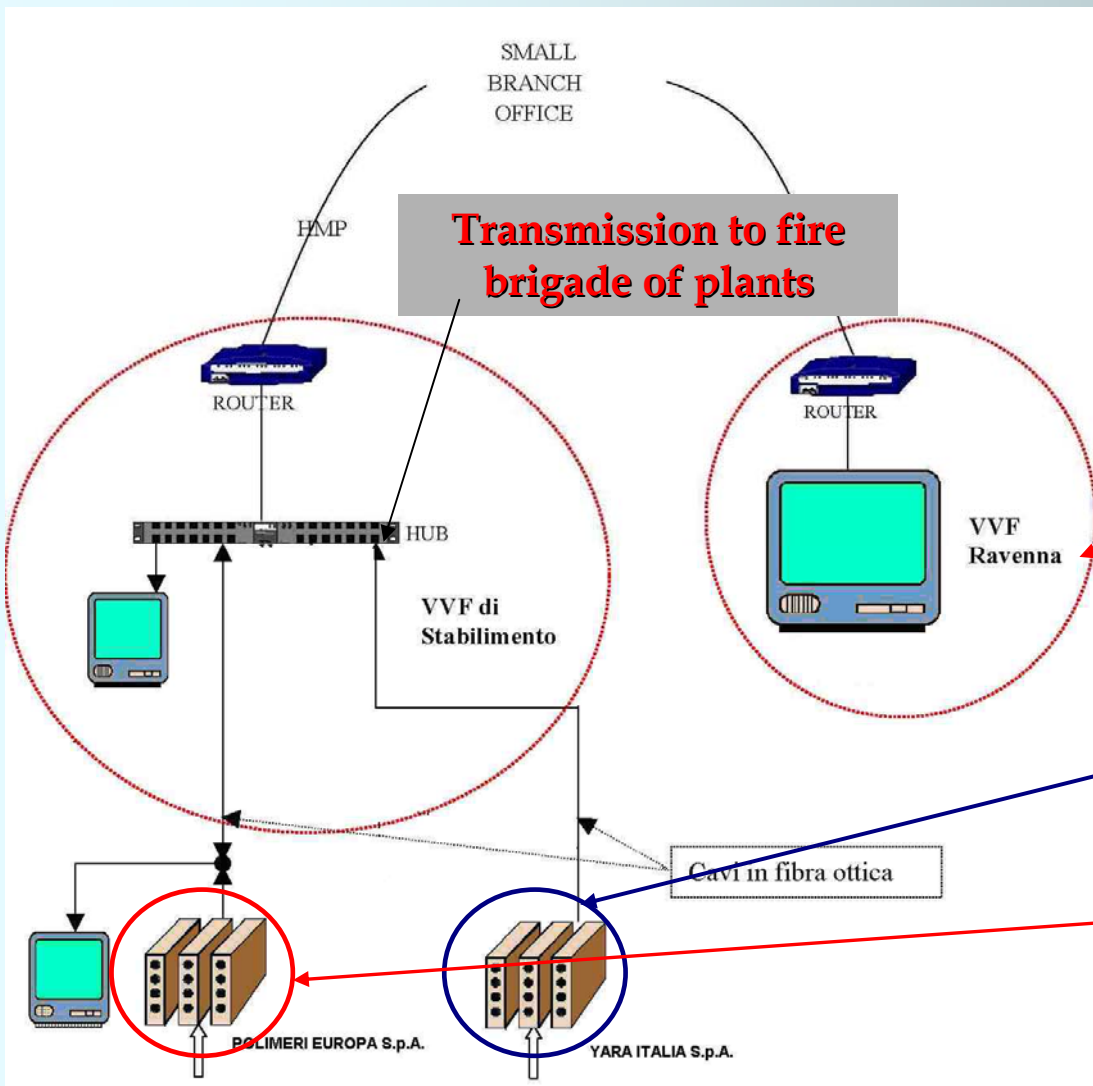 SMALL
BRANCH
OFFICE
HMP
Transmission to fire
brigade of plants
ROUTER
ROUTER
HUB
VVF
Ravenna
VVF di
Stabilimento
Cavi in fibra ottica
POLIMERI EUROPA S.p.A.
YARA ITALIA S.p.A.